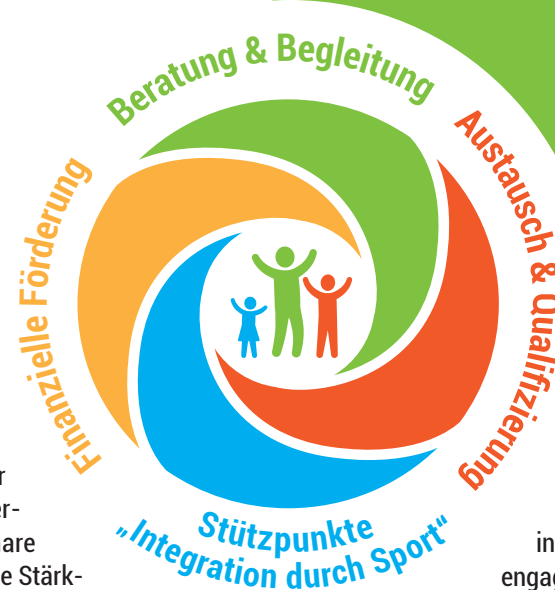 Beratung & Begleitung
Austausch & Qualifizierung
Finanzielle Förderung
Stützpunkte
„Integration durch Sport“
r
er-
are
e Stärk-
in
engag